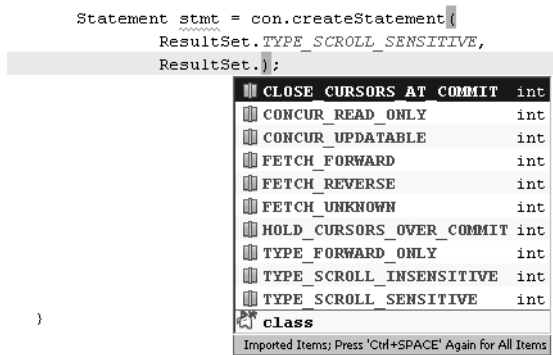 Statement stmt = con.createStatement(
ResultSet.TYPE_SCROLL_SENSITIVE,
ResultSet.);
CLOSE_CURSORS_AT_COMMIT int
CONCUR_READ_ONLY int
CONCUR_UPDATABLE int
FETCH_FORWARD int
FETCH_REVERSE int
FETCH_UNKNOWN int
HOLD_CURSORS_OVER_COMMIT int
TYPE_FORWARD_ONLY int
TYPE_SCROLL_INSENSITIVE int
TYPE_SCROLL_SENSITIVE int
}
class
Imported Items; Press 'Ctrl+SPACE' Again for All Items